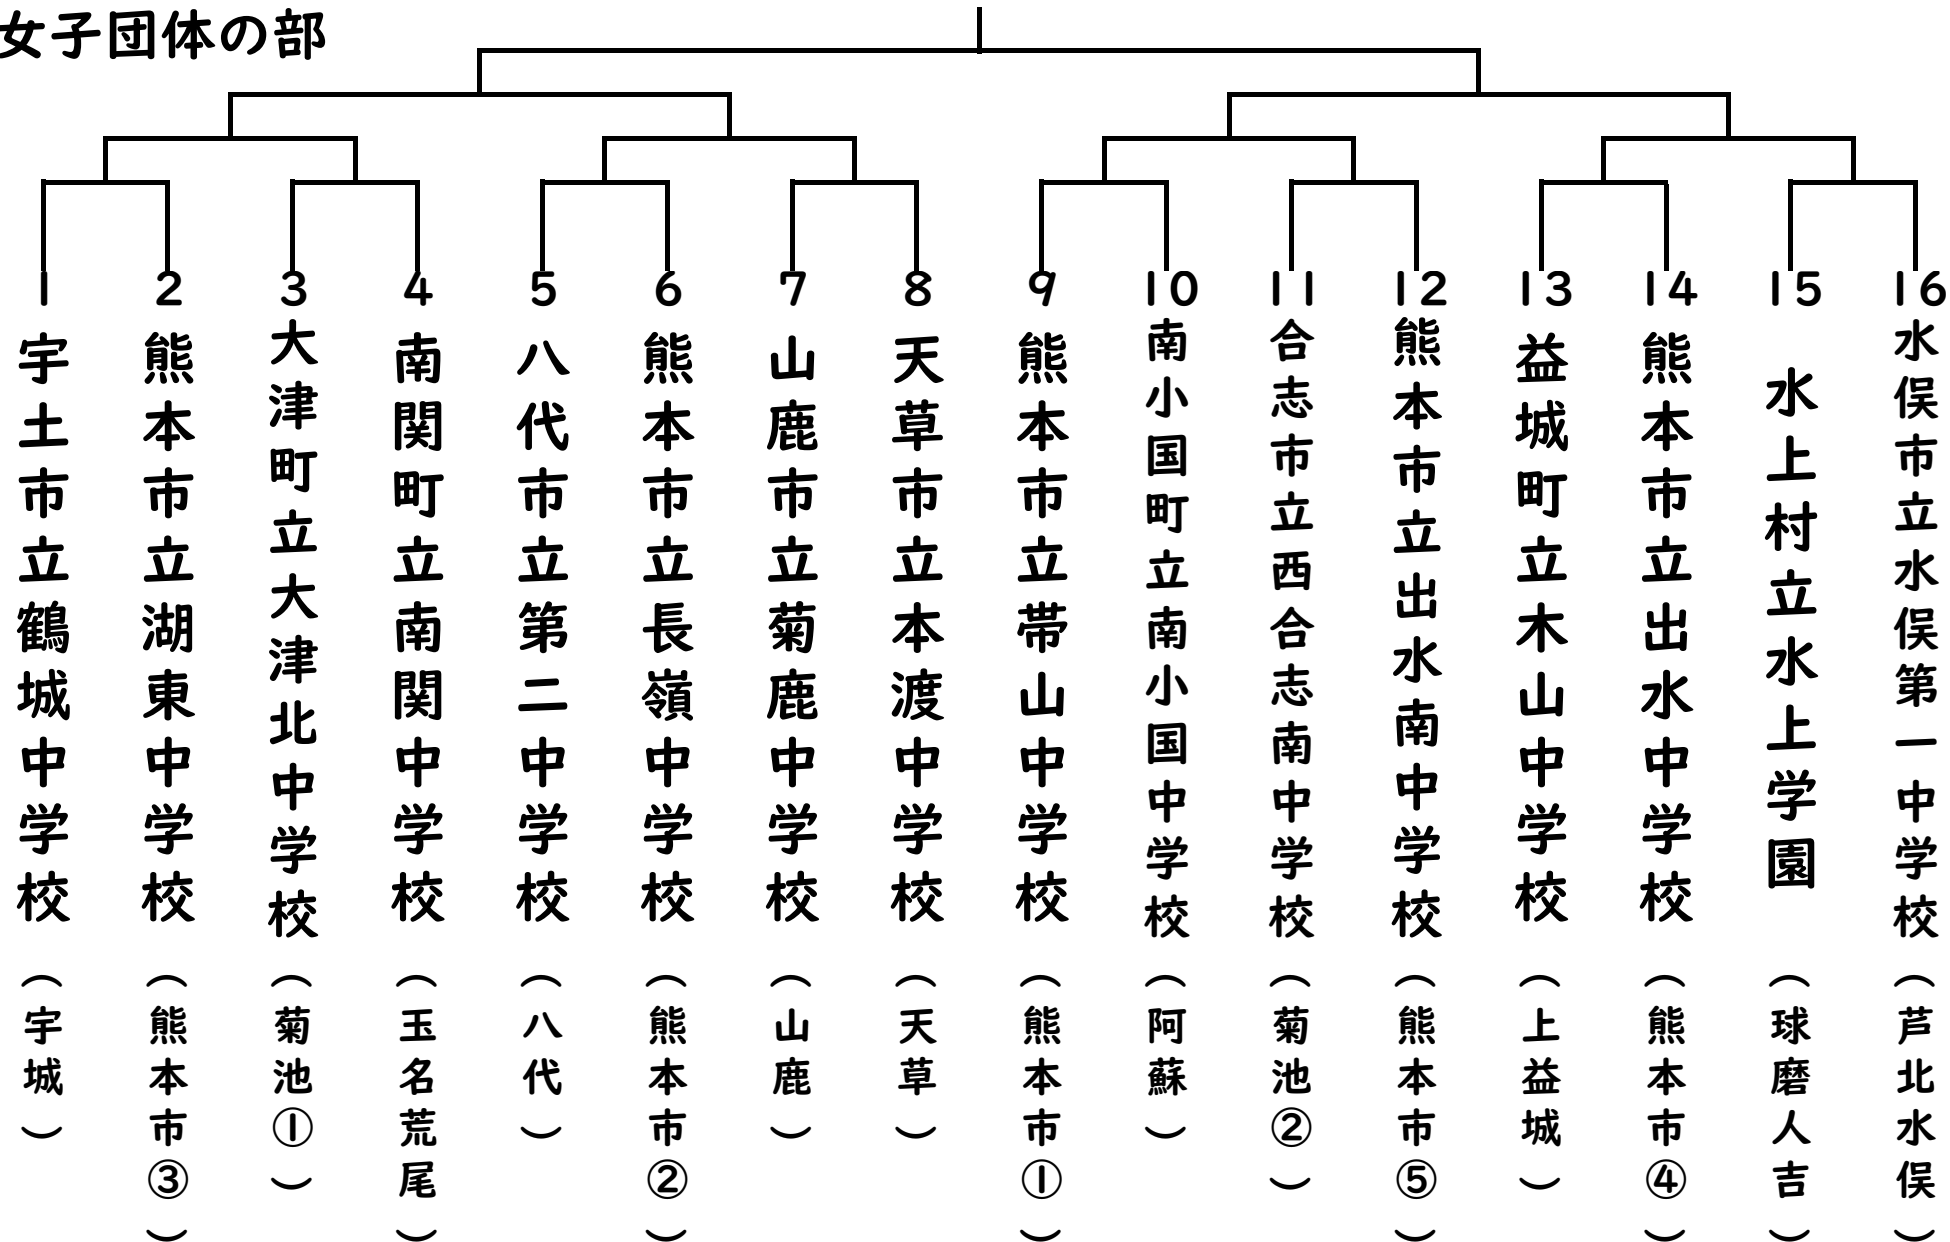 女子団体の部
1 宇土市立鶴城中学校（宇城）
2 熊本市立湖東中学校（熊本市③）
3 大津町立大津北中学校（菊池①）
4 南関町立南関中学校（玉名荒尾）
5 八代市立第二中学校（八代）
6 熊本市立長嶺中学校（熊本市②）
7 山鹿市立菊鹿中学校（山鹿）
8 天草市立本渡中学校（天草）
9 熊本市立帯山中学校（熊本市①）
10 南小国町立南小国中学校（阿蘇）
11 合志市立西合志南中学校（菊池②）
12 熊本市立出水南中学校（熊本市⑤）
13 益城町立木山中学校（上益城）
14 熊本市立出水中学校（熊本市④）
15 水上村立水上学園（球磨人吉）
16 水俣市立水俣第一中学校（芦北水俣）